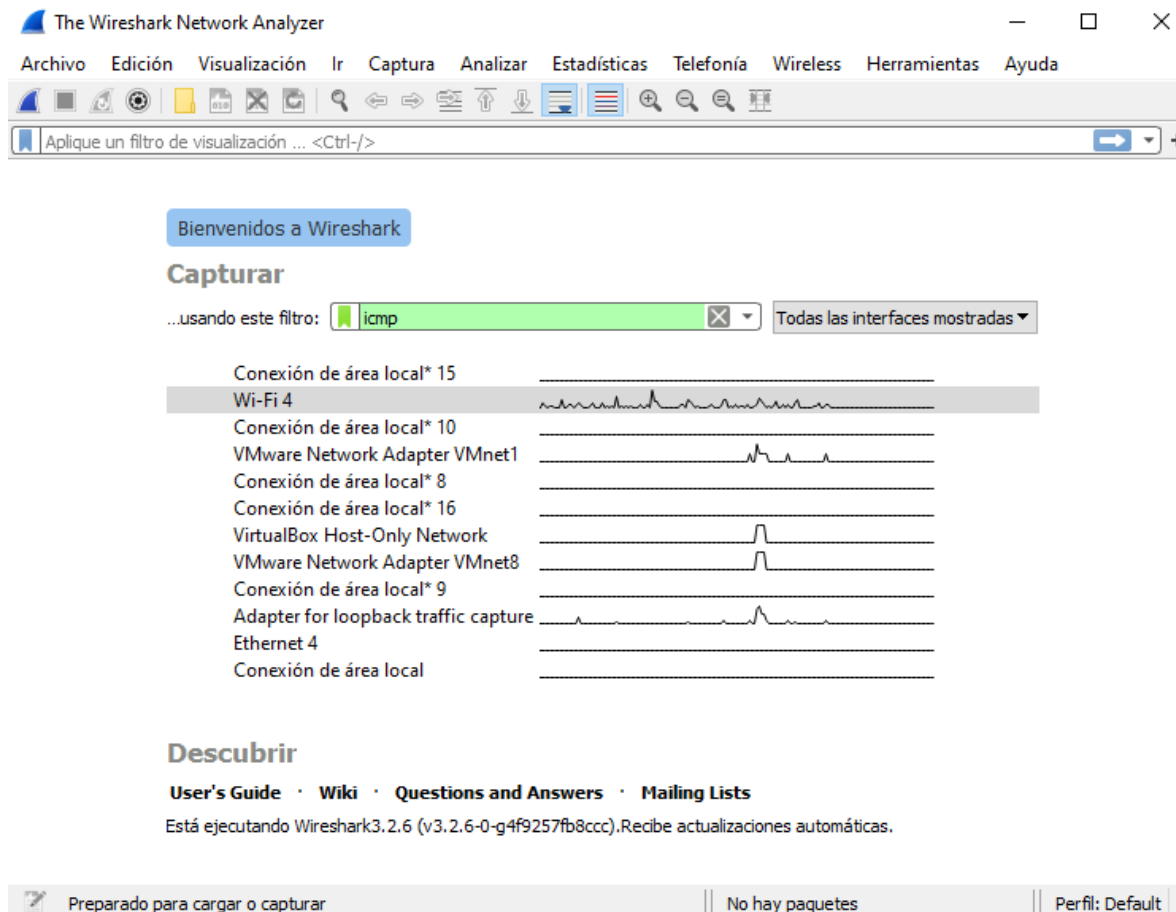 The Wireshark Network Analyzer
Archivo Edición Visualización Ir Captura Analizar Estadísticas Telefonía Wireless Herramientas Ayuda
Aplique un filtro de visualización ... <Ctrl-/>
Bienvenidos a Wireshark
Capturar
...usando este filtro: icmp Todas las interfaces mostradas
Conexión de área local* 15
Wi-Fi 4
Conexión de área local* 10
VMware Network Adapter VMnet1
Conexión de área local* 8
Conexión de área local* 16
VirtualBox Host-Only Network
VMware Network Adapter VMnet8
Conexión de área local* 9
Adapter for loopback traffic capture
Ethernet 4
Conexión de área local
Descubrir
User's Guide · Wiki · Questions and Answers · Mailing Lists
Está ejecutando Wireshark3.2.6 (v3.2.6-0-g4f9257fb8ccc).Recibe actualizaciones automáticas.
Preparado para cargar o capturar No hay paquetes Perfil: Default